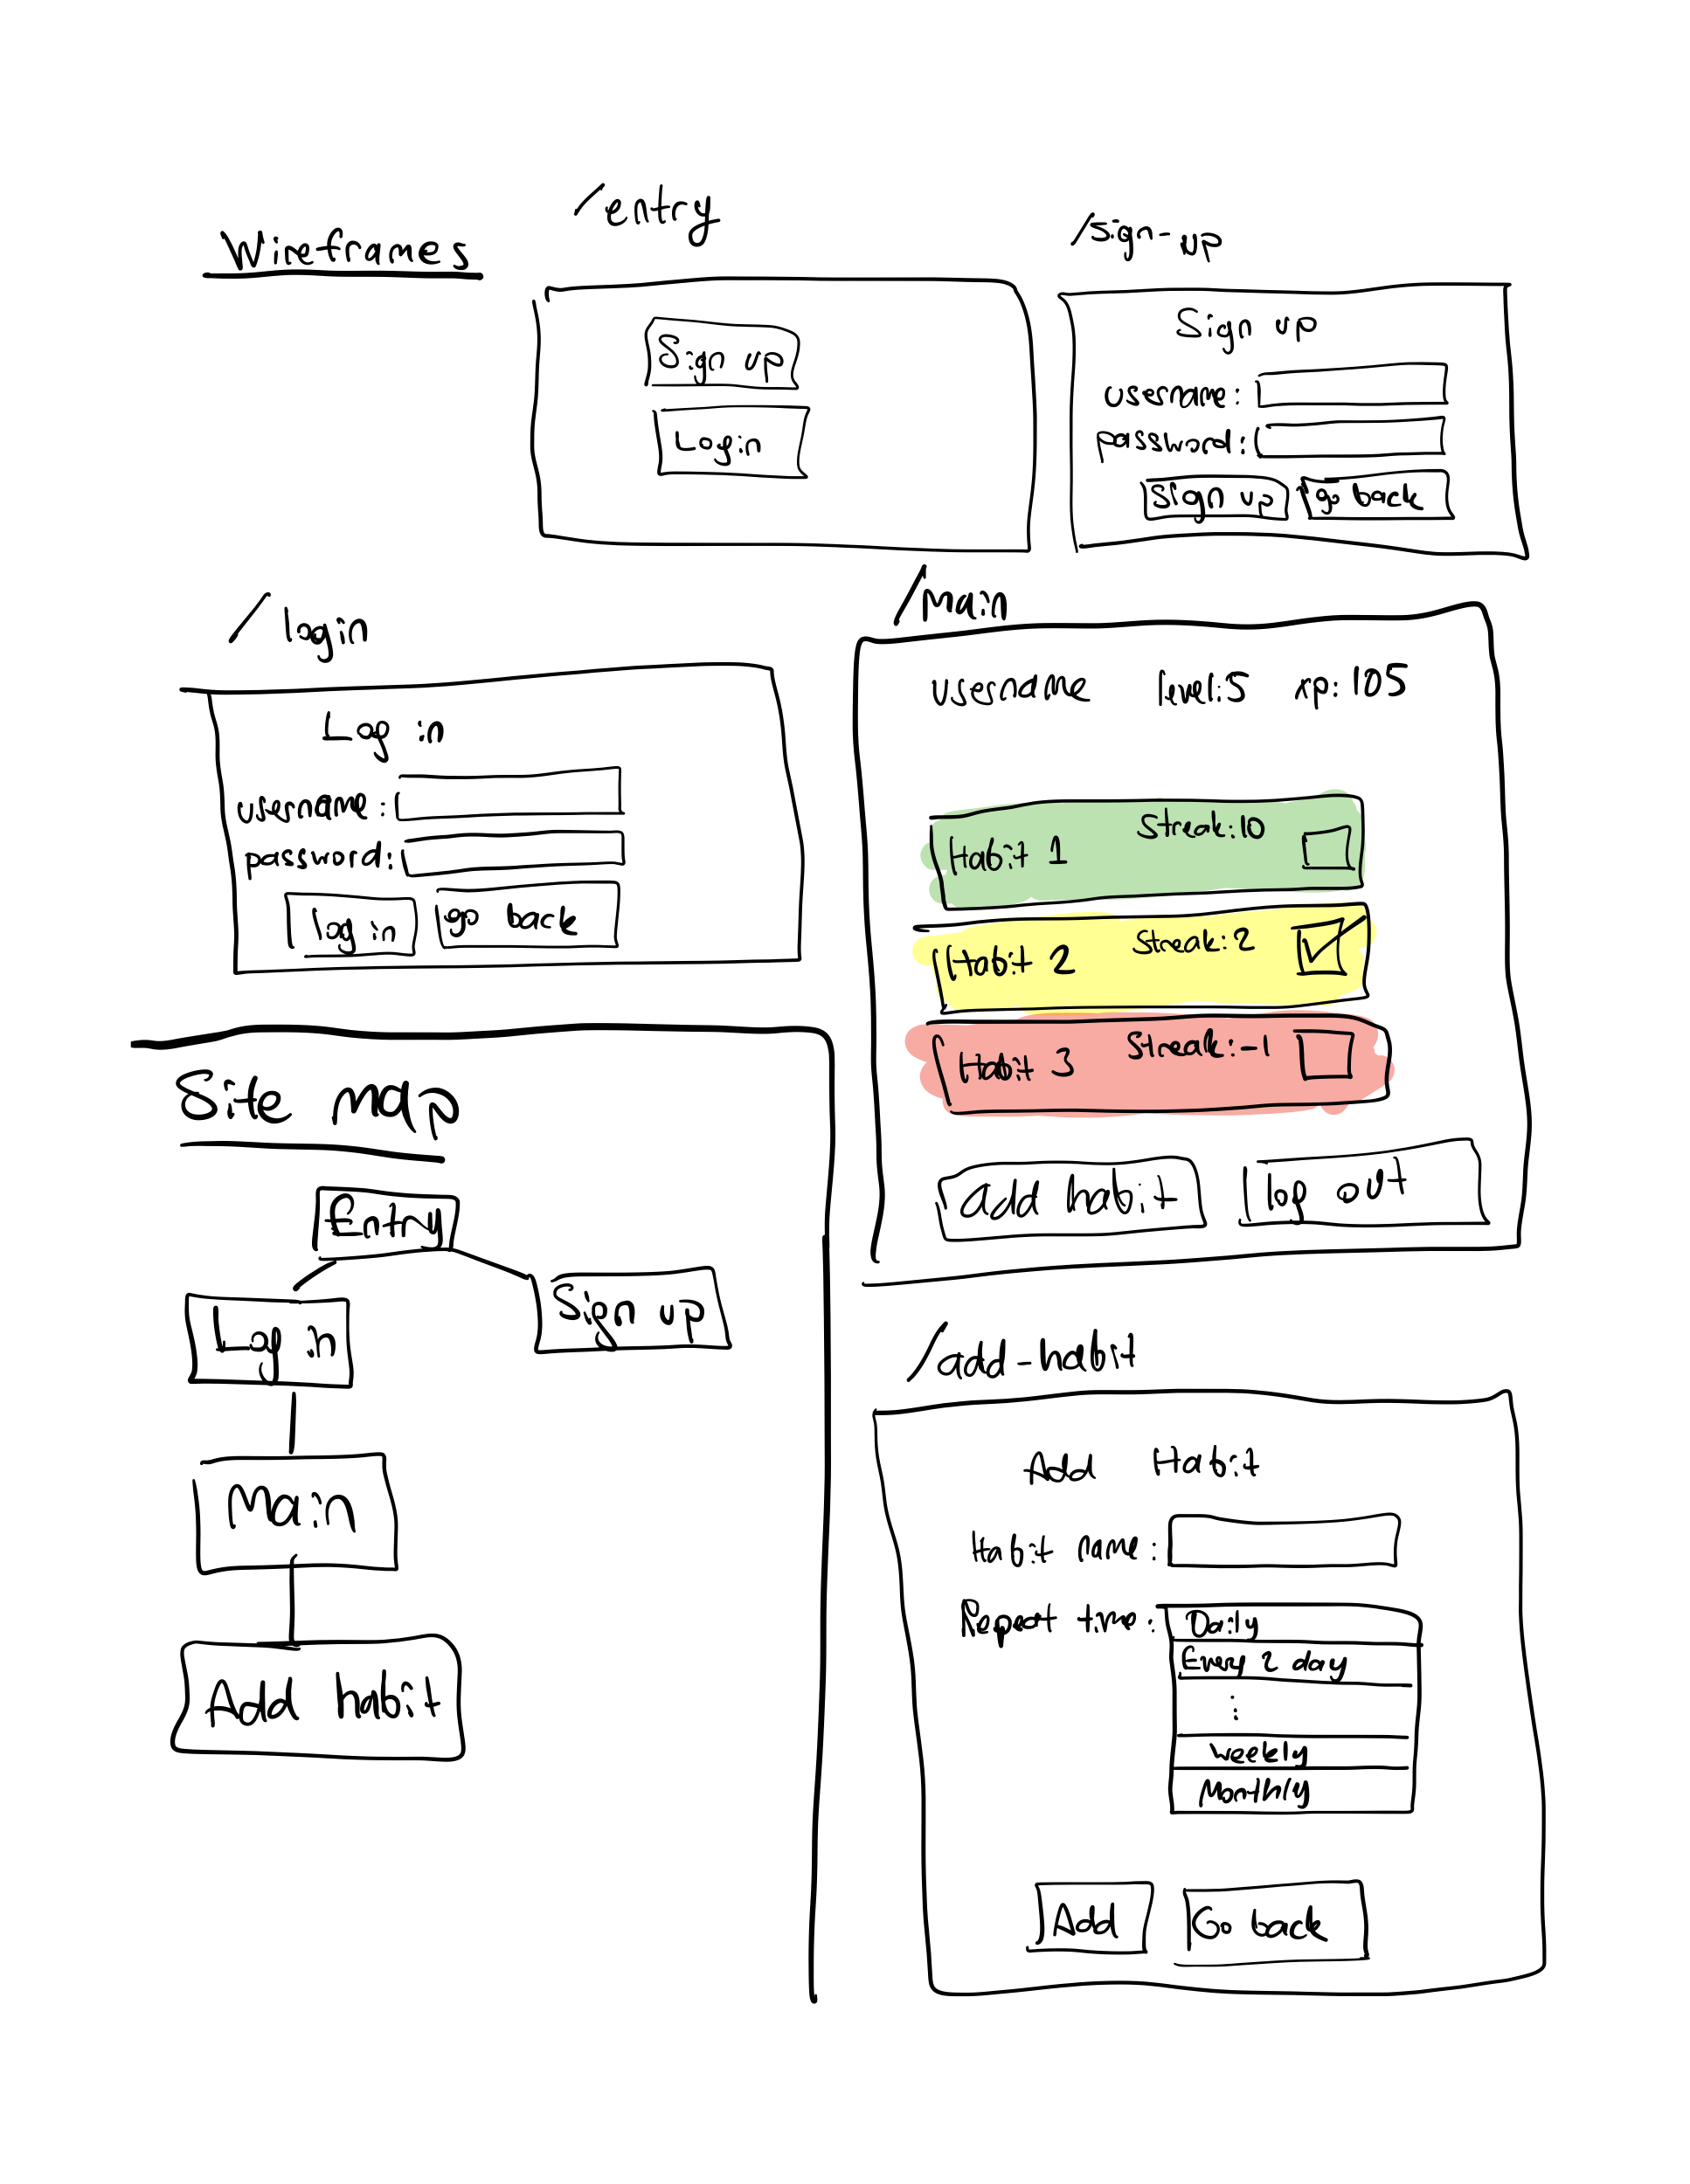 Wireframes
/entry
Sign up
Login
/sign-up
Sign up
username:
password:
Sign up
go back
/login
Log in
username:
password:
log in
go back
/Main
username level:5 xp:105
Habit 1 Streak:10
Habit 2 Streak:2
Habit 3 Streak:-1
add habit
log out
Site map
Entry
Log in
Sign up
Main
Add habit
/add-habit
Add Habit
Habit name:
Repeat time: Daily
Every 2 day
⋮
weekly
Monthly
Add
Go back